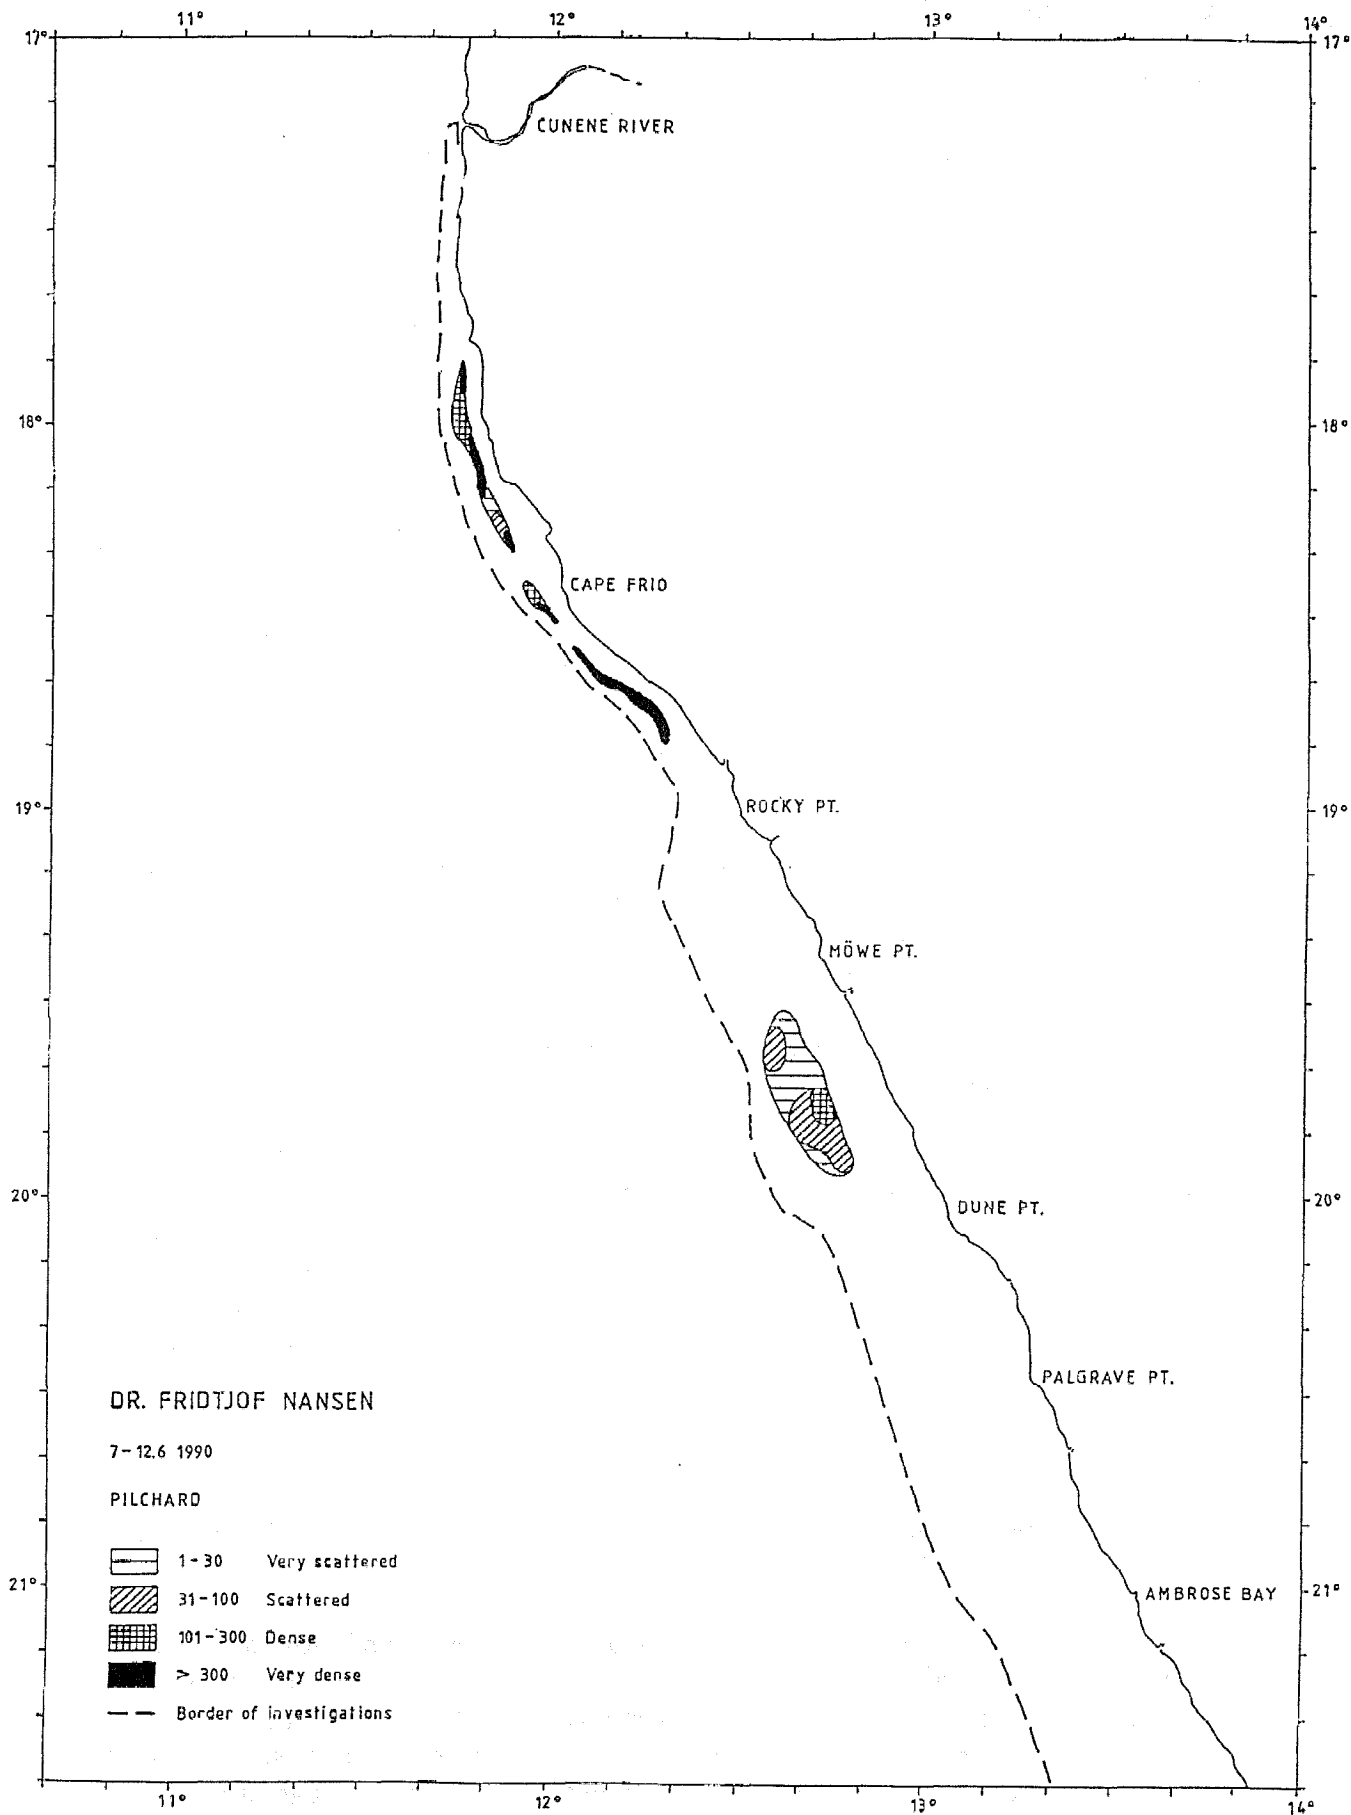 11° 12° 13° 14°
17° 17°
CUNENE RIVER
18° 18°
CAPE FRIO
19° 19°
ROCKY PT.
MÖWE PT.
20° 20°
DUNE PT.
PALGRAVE PT.
DR. FRIDTJOF NANSEN
7-12.6 1990
PILCHARD
1-30 Very scattered
21° 21°
AMBROSE BAY
31-100 Scattered
101-300 Dense
> 300 Very dense
Border of investigations
11° 12° 13° 14°